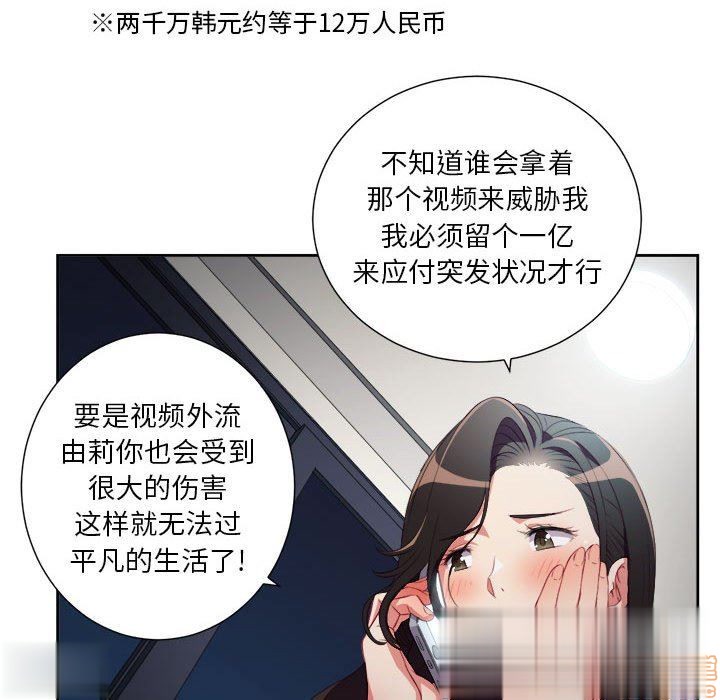 ※两千万韩元约等于12万人民币
不知道谁会拿着
那个视频来威胁我
我必须留个一亿
来应付突发状况才行
要是视频外流
由莉你也会受到
很大的伤害
这样就无法过
平凡的生活了!